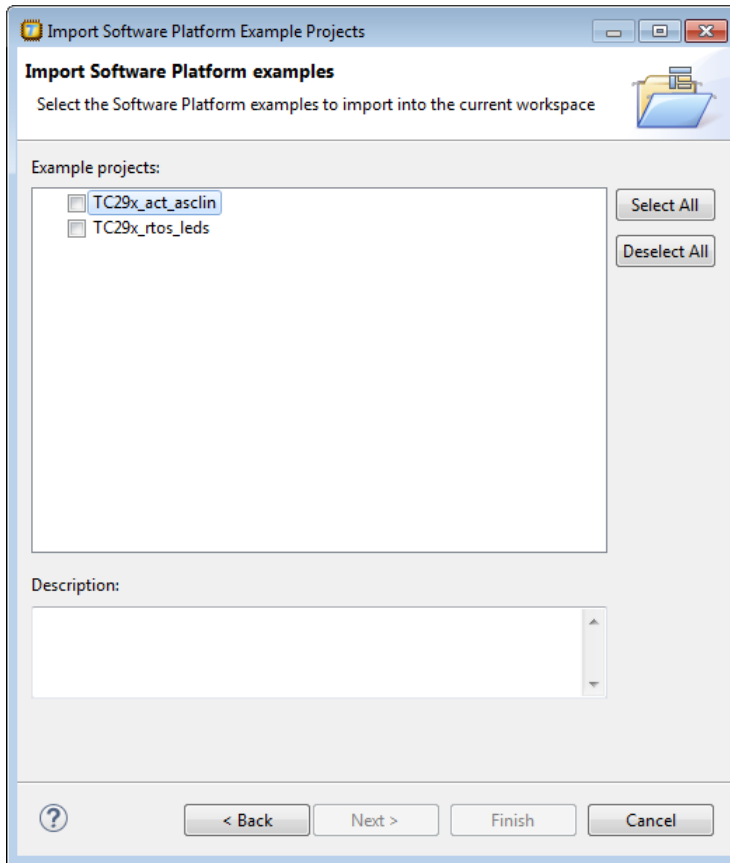 Import Software Platform Example Projects
Import Software Platform examples
Select the Software Platform examples to import into the current workspace
Example projects:
TC29x_act_asclin
TC29x_rtos_leds
Select All
Deselect All
Description:
?
< Back
Next >
Finish
Cancel